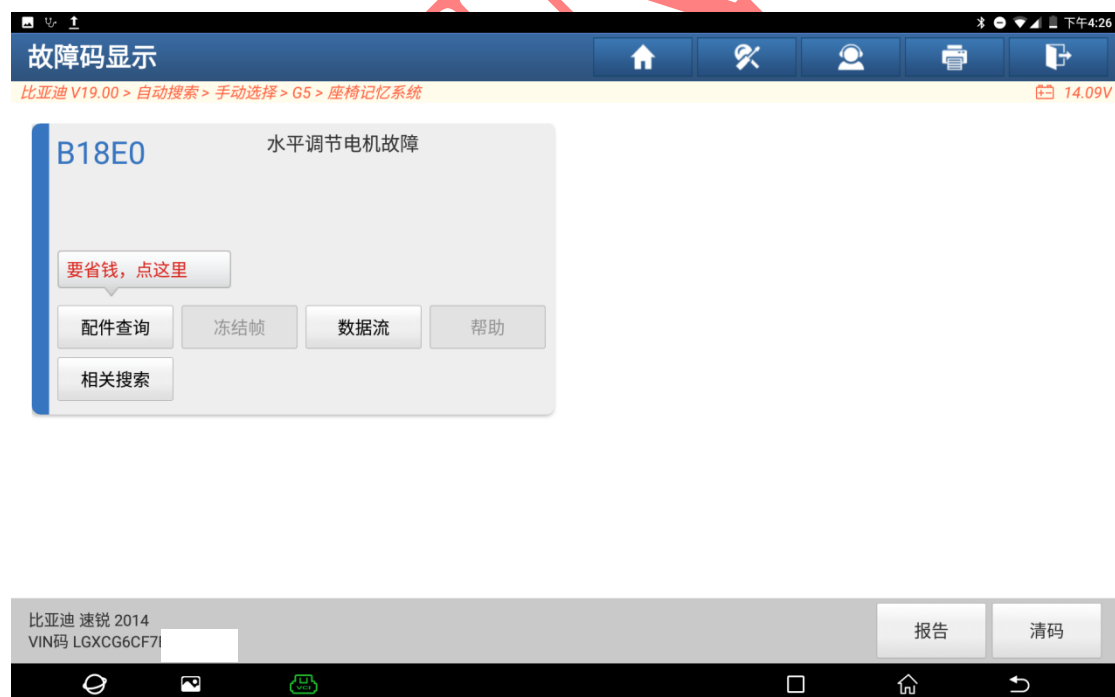 下午4:26
故障码显示
比亚迪 V19.00 > 自动搜索 > 手动选择 > G5 > 座椅记忆系统
14.09V
B18E0
水平调节电机故障
要省钱，点这里
配件查询
冻结帧
数据流
帮助
相关搜索
比亚迪 速锐 2014
VIN码 LGXCG6CF7
报告
清码
VCI